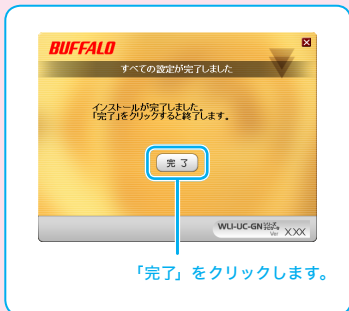 BUFFALO
すべての設定が完了しました
インストールが完了しました。
「完了」をクリックすると終了します。
完了
WLI-UC-GN
Ver X.XX
「完了」をクリックします。